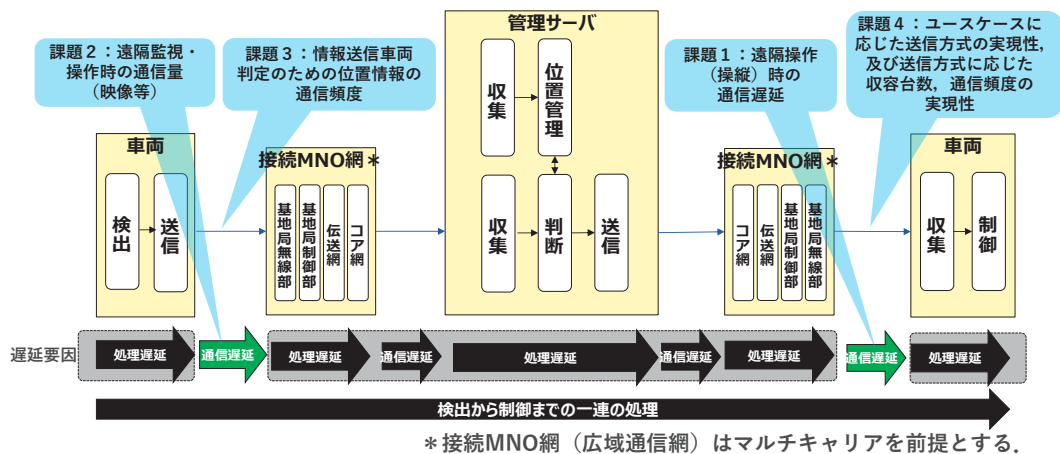 管理サーバ
課題2：遠隔監視・
操作時の通信量
（映像等）
課題3：情報送信車両
判定のための位置情報の
通信頻度
課題1：遠隔操作
（操縦）時の
通信遅延
課題4：ユースケースに
応じた送信方式の実現性,
及び送信方式に応じた
収容台数，通信頻度の
実現性
収集
位置管理
車両
検出
送信
接続MNO網＊
基地局無線部
基地局制御部
伝送網
コア網
収集
判断
送信
接続MNO網＊
コア網
伝送網
基地局制御部
基地局無線部
車両
収集
制御
遅延要因
処理遅延
通信遅延
処理遅延
通信遅延
処理遅延
通信遅延
処理遅延
通信遅延
処理遅延
検出から制御までの一連の処理
＊接続MNO網（広域通信網）はマルチキャリアを前提とする．